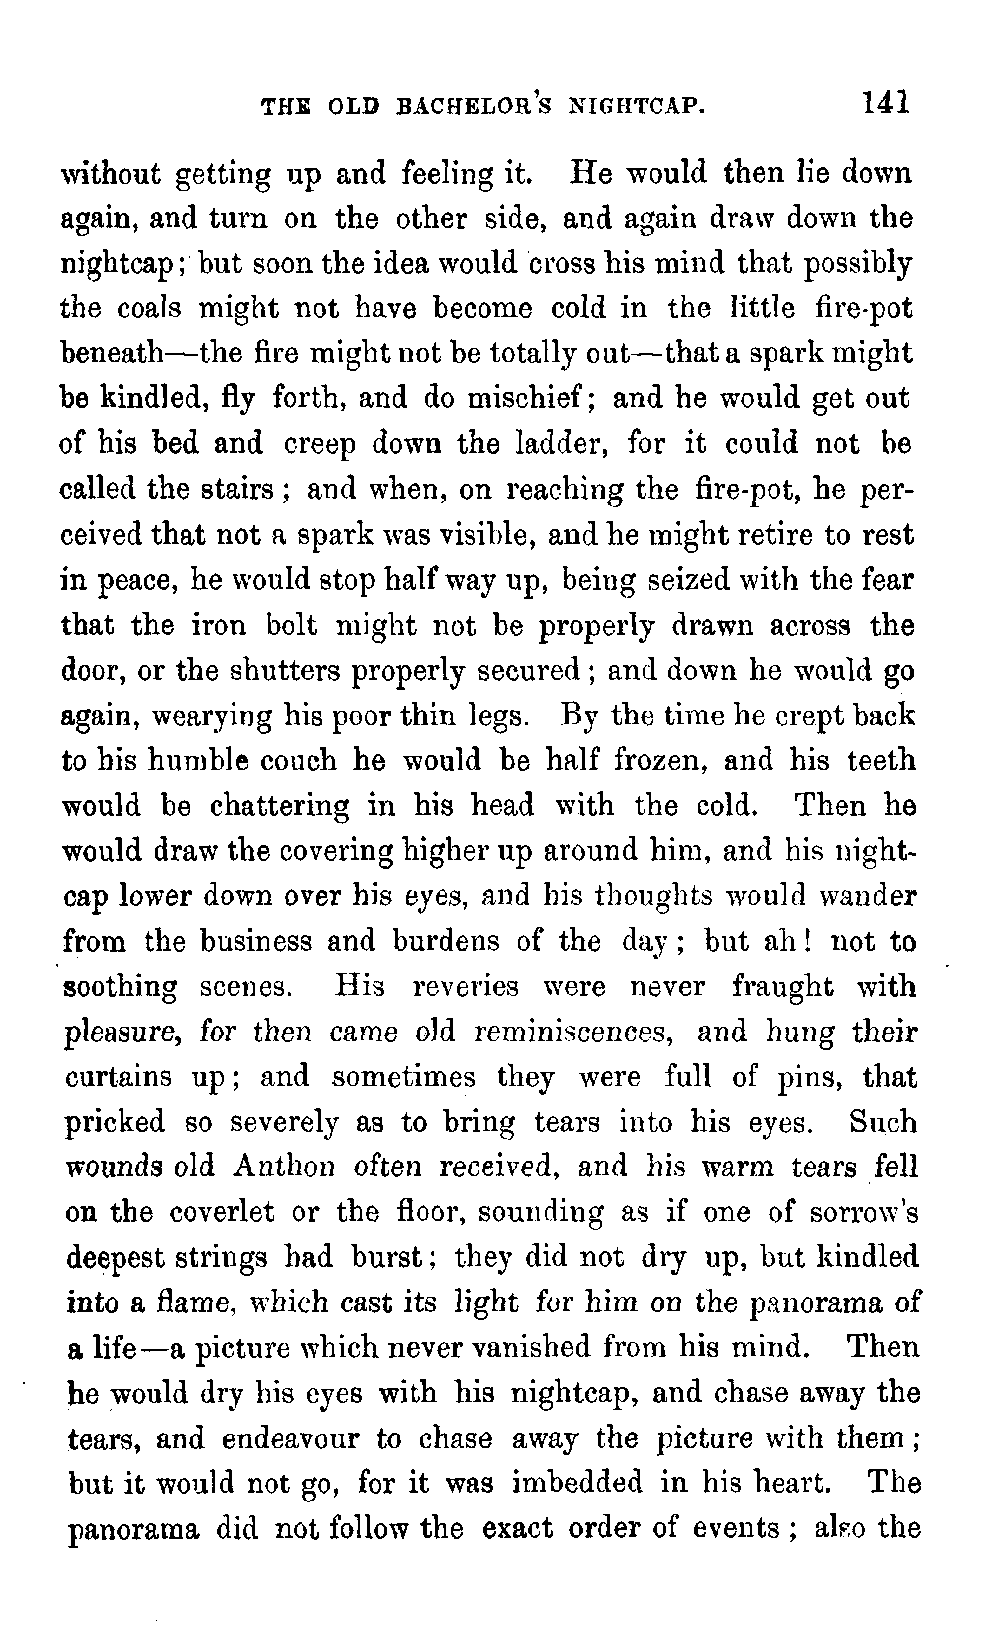 THE OLD BACHELOR'S NIGHTCAP. 141
without getting up and feeling it. He would then lie down
again, and turn on the other side, and again draw down the
nightcap; but soon the idea would cross his mind that possibly
the coals might not have become cold in the little fire-pot
beneath—the fire might not be totally out—that a spark might
be kindled, fly forth, and do mischief; and he would get out
of his bed and creep down the ladder, for it could not be
called the stairs; and when, on reaching the fire-pot, he per-
ceived that not a spark was visible, and he might retire to rest
in peace, he would stop half way up, being seized with the fear
that the iron bolt might not be properly drawn across the
door, or the shutters properly secured; and down he would go
again, wearying his poor thin legs. By the time he crept back
to his humble couch he would be half frozen, and his teeth
would be chattering in his head with the cold. Then he
would draw the covering higher up around him, and his night-
cap lower down over his eyes, and his thoughts would wander
from the business and burdens of the day; but ah! not to
soothing scenes. His reveries were never fraught with
pleasure, for then came old reminiscences, and hung their
curtains up; and sometimes they were full of pins, that
pricked so severely as to bring tears into his eyes. Such
wounds old Anthon often received, and his warm tears fell
on the coverlet or the floor, sounding as if one of sorrow's
deepest strings had burst; they did not dry up, but kindled
into a flame, which cast its light for him on the panorama of
a life—a picture which never vanished from his mind. Then
he would dry his eyes with his nightcap, and chase away the
tears, and endeavour to chase away the picture with them;
but it would not go, for it was imbedded in his heart. The
panorama did not follow the exact order of events; also the